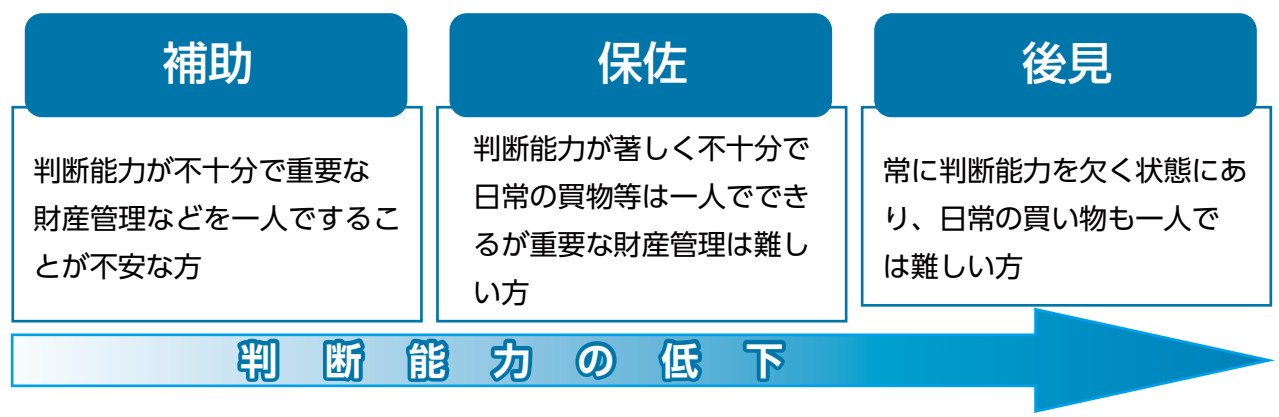 補助
判断能力が不十分で重要な
財産管理などを一人でするこ
とが不安な方
保佐
判断能力が著しく不十分で
日常の買物等は一人ででき
るが重要な財産管理は難し
い方
後見
常に判断能力を欠く状態にあ
り、日常の買い物も一人で
は難しい方
判断能力の低下